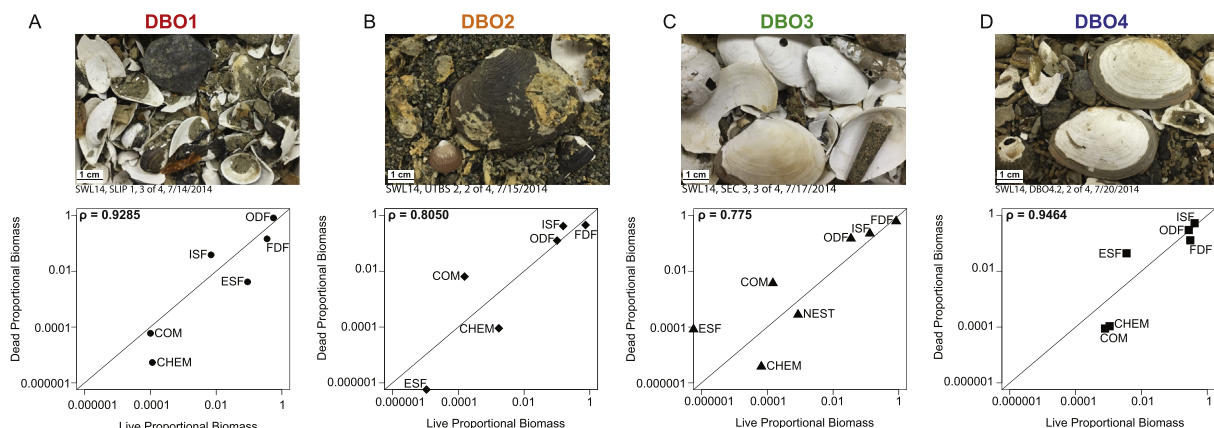 A DBO1
1 cm
SWL14, SLIP 1, 3 of 4, 7/14/2014
ρ = 0.9285
Dead Proportional Biomass
1
0.01
0.0001
0.000001
ODF
FDF
ISF
ESF
COM
CHEM
0.000001 0.0001 0.01 1
Live Proportional Biomass
B DBO2
1 cm
SWL14, UTBS 2, 2 of 4, 7/15/2014
ρ = 0.8050
Dead Proportional Biomass
1
0.01
0.0001
0.000001
ISF
FDF
ODF
COM
CHEM
ESF
0.000001 0.0001 0.01 1
Live Proportional Biomass
C DBO3
1 cm
SWL14, SEC 3, 3 of 4, 7/17/2014
ρ = 0.775
Dead Proportional Biomass
1
0.01
0.0001
0.000001
FDF
ISF
ODF
COM
NEST
ESF
CHEM
0.000001 0.0001 0.01 1
Live Proportional Biomass
D DBO4
1 cm
SWL14, DBO4.2, 2 of 4, 7/20/2014
ρ = 0.9464
Dead Proportional Biomass
1
0.01
0.0001
0.000001
ISF
ODF
FDF
ESF
CHEM
COM
0.000001 0.0001 0.01 1
Live Proportional Biomass